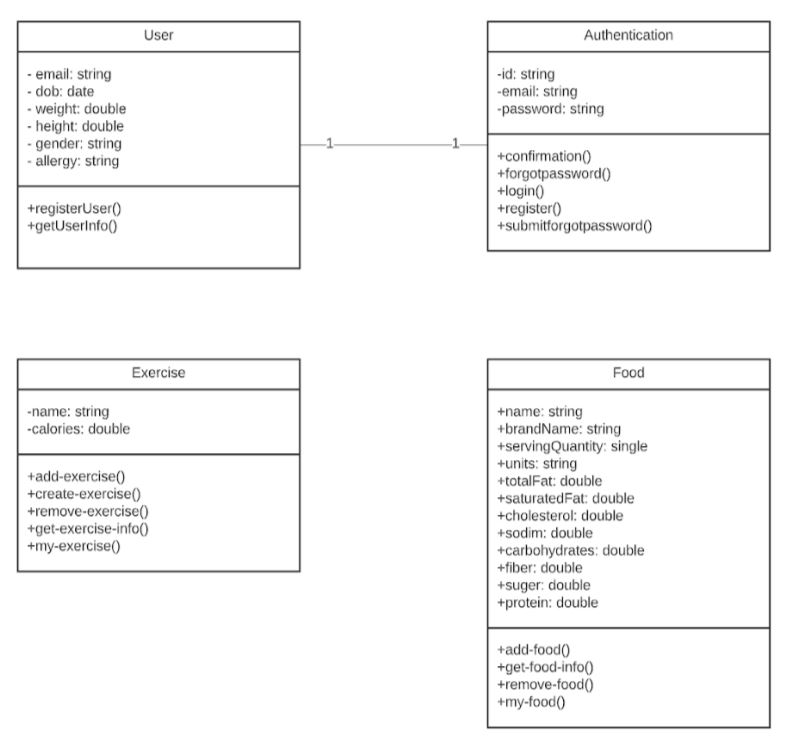 User
- email: string
- dob: date
- weight: double
- height: double
- gender: string
- allergy: string
+registerUser()
+getUserInfo()
1
1
Authentication
-id: string
-email: string
-password: string
+confirmation()
+forgotpassword()
+login()
+register()
+submitforgotpassword()
Exercise
-name: string
-calories: double
+add-exercise()
+create-exercise()
+remove-exercise()
+get-exercise-info()
+my-exercise()
Food
+name: string
+brandName: string
+servingQuantity: single
+units: string
+totalFat: double
+saturatedFat: double
+cholesterol: double
+sodim: double
+carbohydrates: double
+fiber: double
+suger: double
+protein: double
+add-food()
+get-food-info()
+remove-food()
+my-food()